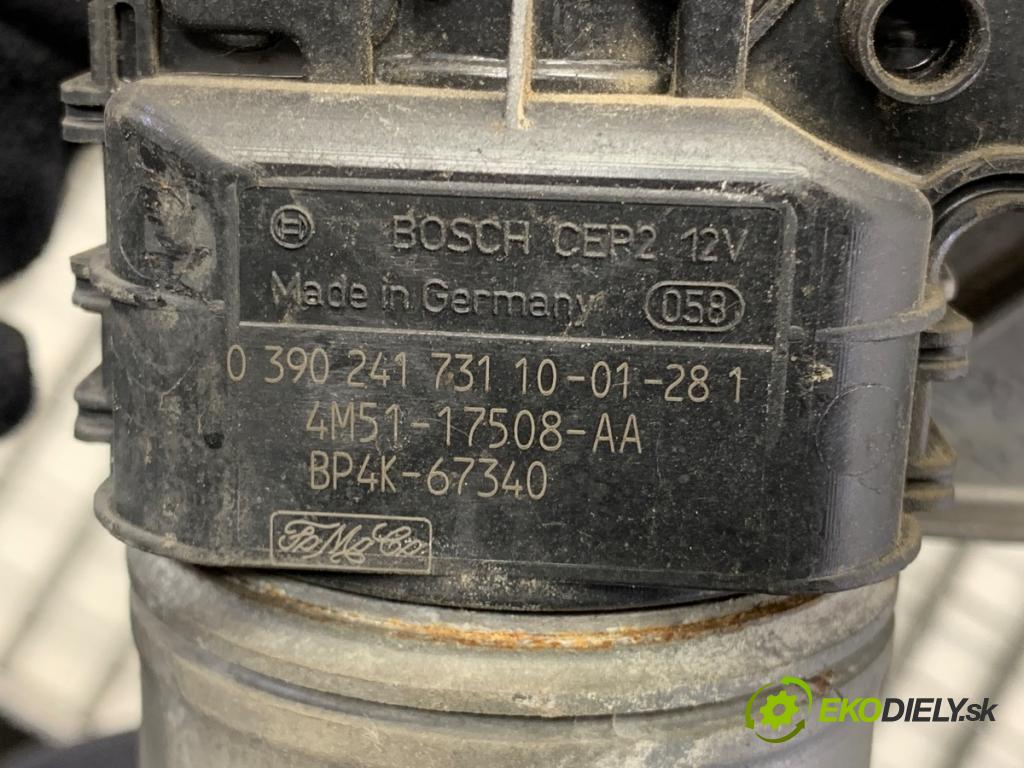 BOSCH CEP2 12V
Made in Germany 058
0 390 241 731 10-01-28 1
4M51-17508-AA
BP4K-67340
FoMoCo
EKODIELY.sk